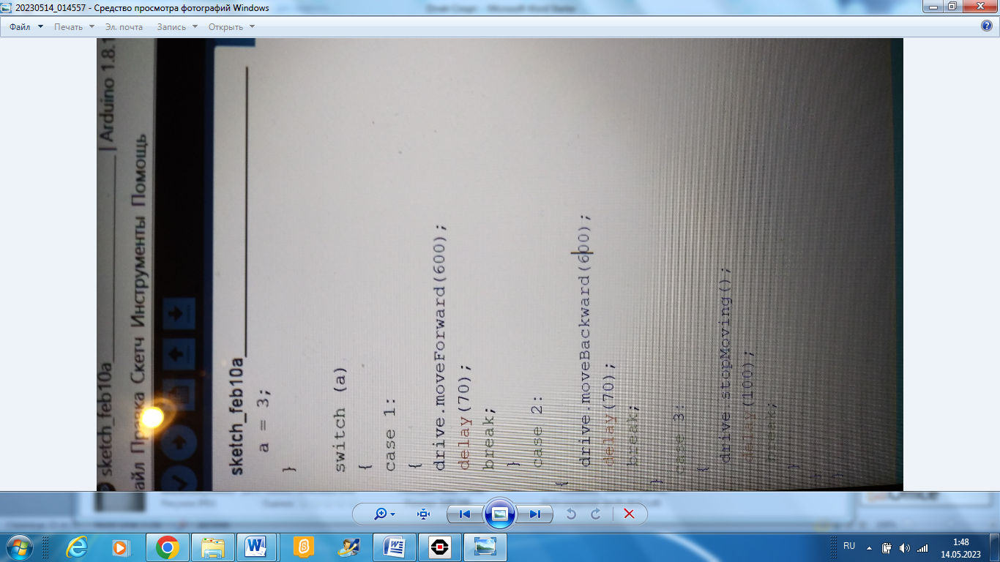 20230514_014557 - Средство просмотра фотографий Windows
Файл Печать Эл. почта Запись Открыть
sketch_feb10a | Arduino 1.8.1
айл Правка Скетч Инструменты Помощь
sketch_feb10a
a = 3;
}
switch (a)
{
case 1:
{
drive.moveForward(600);
delay(70);
break;
}
case 2:
{
drive.moveBackward(600);
delay(70);
break;
}
case 3:
{
drive.stopMoving();
delay(100);
break;
}
}
}
RU
1:48
14.05.2023